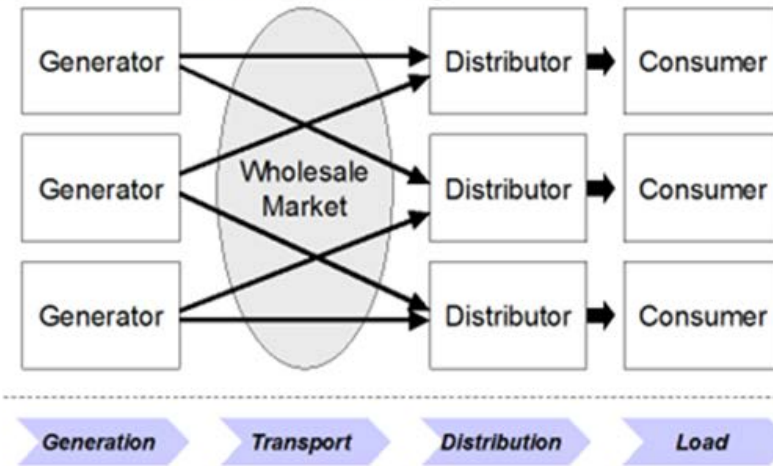 Generator
Distributor
Consumer
Generator
Wholesale
Market
Distributor
Consumer
Generator
Distributor
Consumer
Generation
Transport
Distribution
Load